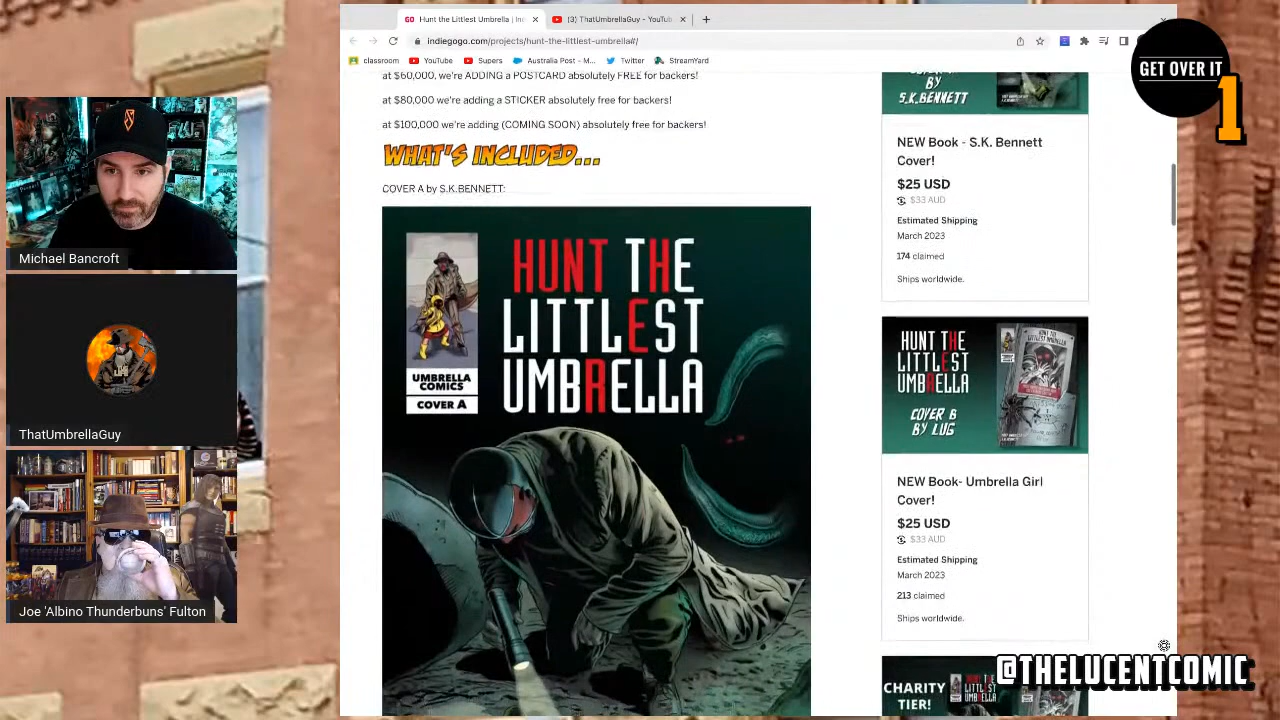 Hunt the Littlest Umbrella | In
(3) ThatUmbrellaGuy - YouTub
indiegogo.com/projects/hunt-the-littlest-umbrella#/
classroom
YouTube
Supers
Australia Post - M...
Twitter
StreamYard
GET OVER IT
1
at $60,000, we're ADDING a POSTCARD absolutely FREE for backers!
at $80,000 we're adding a STICKER absolutely free for backers!
at $100,000 we're adding (COMING SOON) absolutely free for backers!
WHAT'S INCLUDED...
COVER A by S.K.BENNETT:
HUNT THE
LITTLEST
UMBRELLA
UMBRELLA
COMICS
COVER A
BY
S.K.BENNETT
NEW Book - S.K. Bennett
Cover!
$25 USD
$33 AUD
Estimated Shipping
March 2023
174 claimed
Ships worldwide.
HUNT THE
LITTLEST
UMBRELLA
COVER B
BY LUG
NEW Book- Umbrella Girl
Cover!
$25 USD
$33 AUD
Estimated Shipping
March 2023
213 claimed
Ships worldwide.
CHARITY
TIER!
Michael Bancroft
ThatUmbrellaGuy
Joe 'Albino Thunderbuns' Fulton
@THELUCENTCOMIC